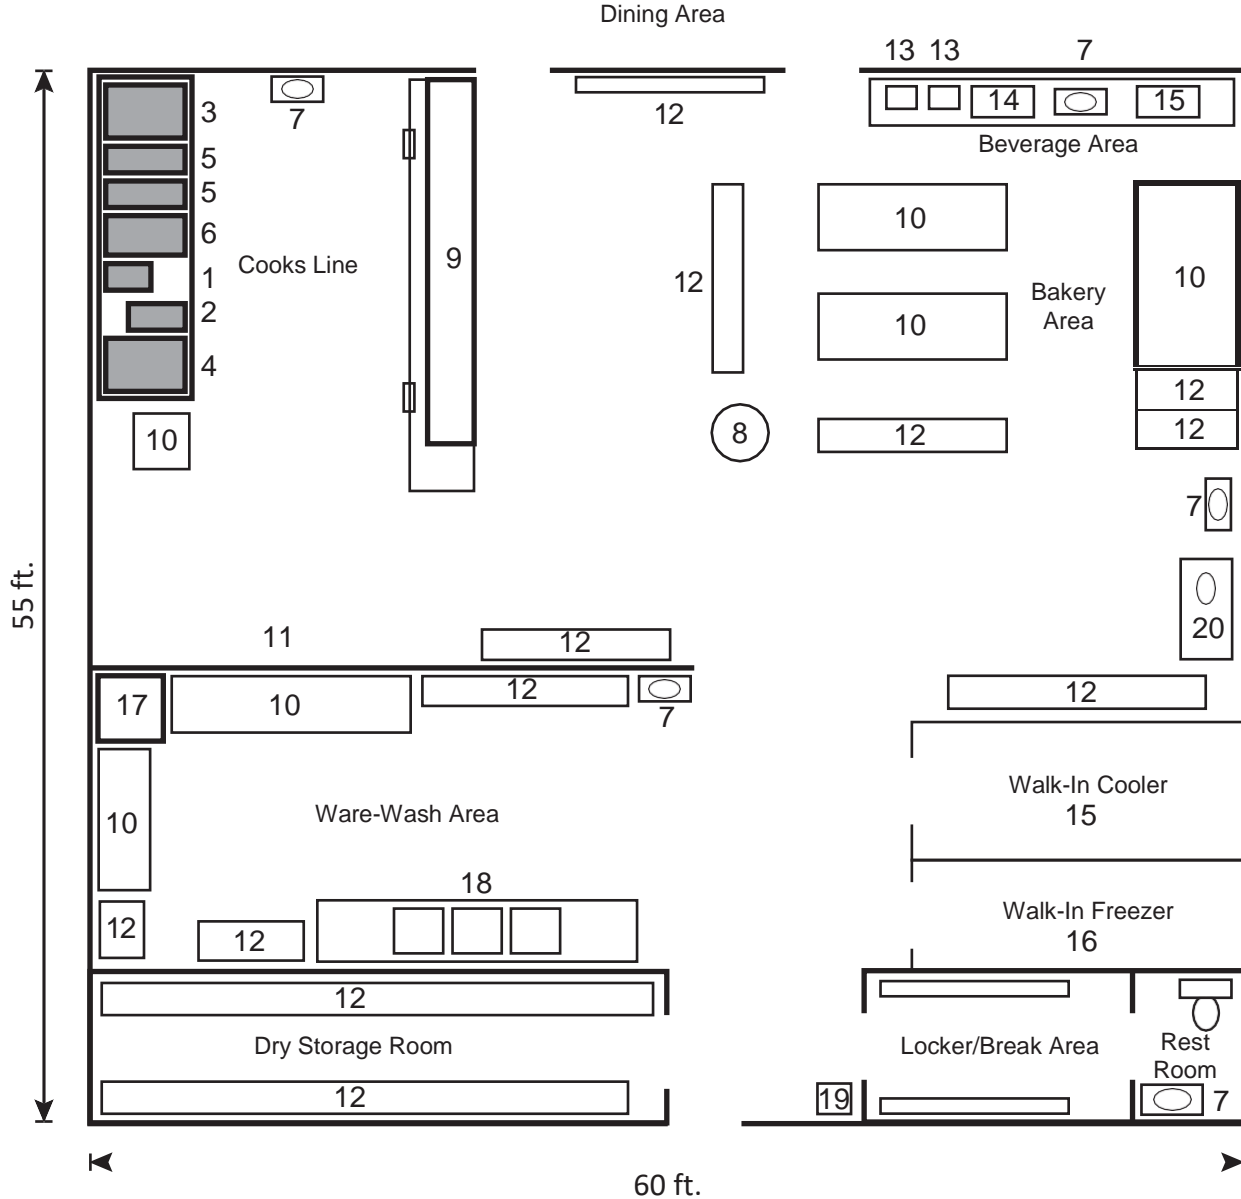 Dining Area
13 13 7
3 7 12 14 15
Beverage Area
5
5
6 10
Cooks Line 9 12 10
1 Bakery
Area
2 10
4
12
10 8 12 12
7
55 ft.
11 12 20
17 10 12 7 12
Walk-In Cooler
Ware-Wash Area 15
10
18
12 12 Walk-In Freezer
16
12
Dry Storage Room Locker/Break Area Rest
Room
12 19 7
60 ft.